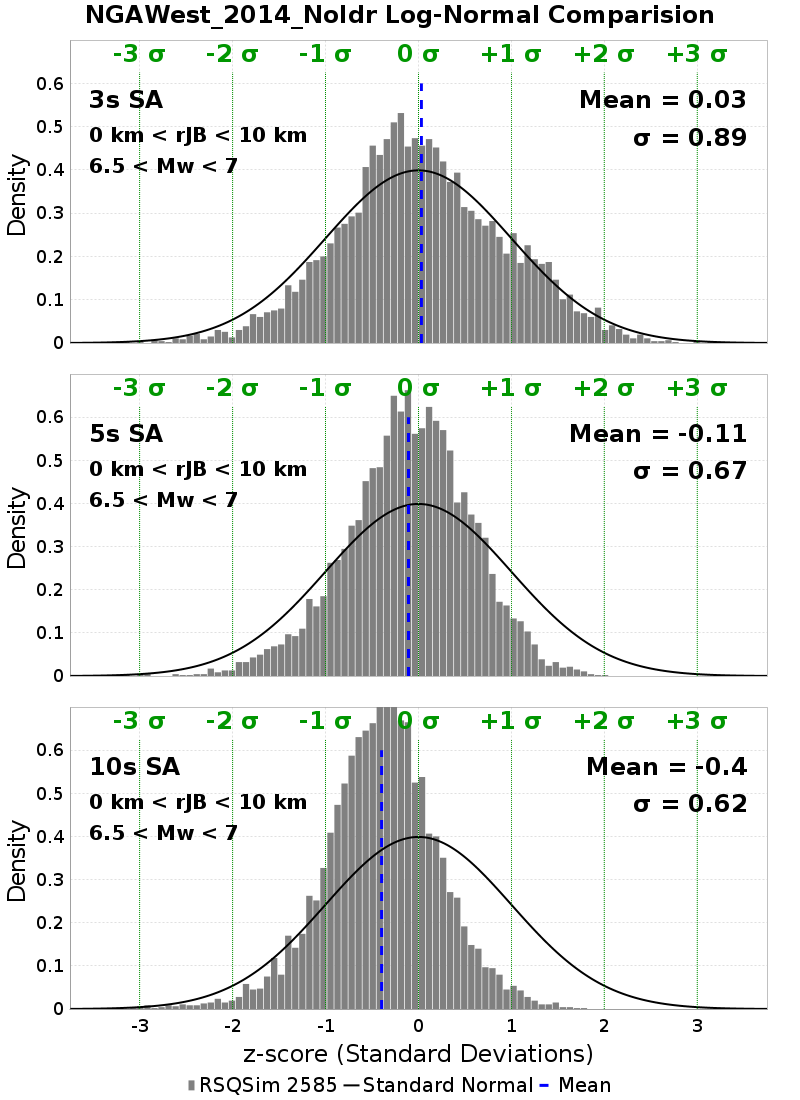 NGAWest_2014_NoIdr Log-Normal Comparision
-3 σ -2 σ -1 σ 0 σ +1 σ +2 σ +3 σ
3s SA
0 km < rJB < 10 km
6.5 < Mw < 7
Mean = 0.03
σ = 0.89
Density
0.6
0.5
0.4
0.3
0.2
0.1
0
-3 σ -2 σ -1 σ 0 σ +1 σ +2 σ +3 σ
5s SA
0 km < rJB < 10 km
6.5 < Mw < 7
Mean = -0.11
σ = 0.67
Density
0.6
0.5
0.4
0.3
0.2
0.1
0
-3 σ -2 σ -1 σ 0 σ +1 σ +2 σ +3 σ
10s SA
0 km < rJB < 10 km
6.5 < Mw < 7
Mean = -0.4
σ = 0.62
Density
0.6
0.5
0.4
0.3
0.2
0.1
0
-3 -2 -1 0 1 2 3
z-score (Standard Deviations)
RSQSim 2585 Standard Normal Mean